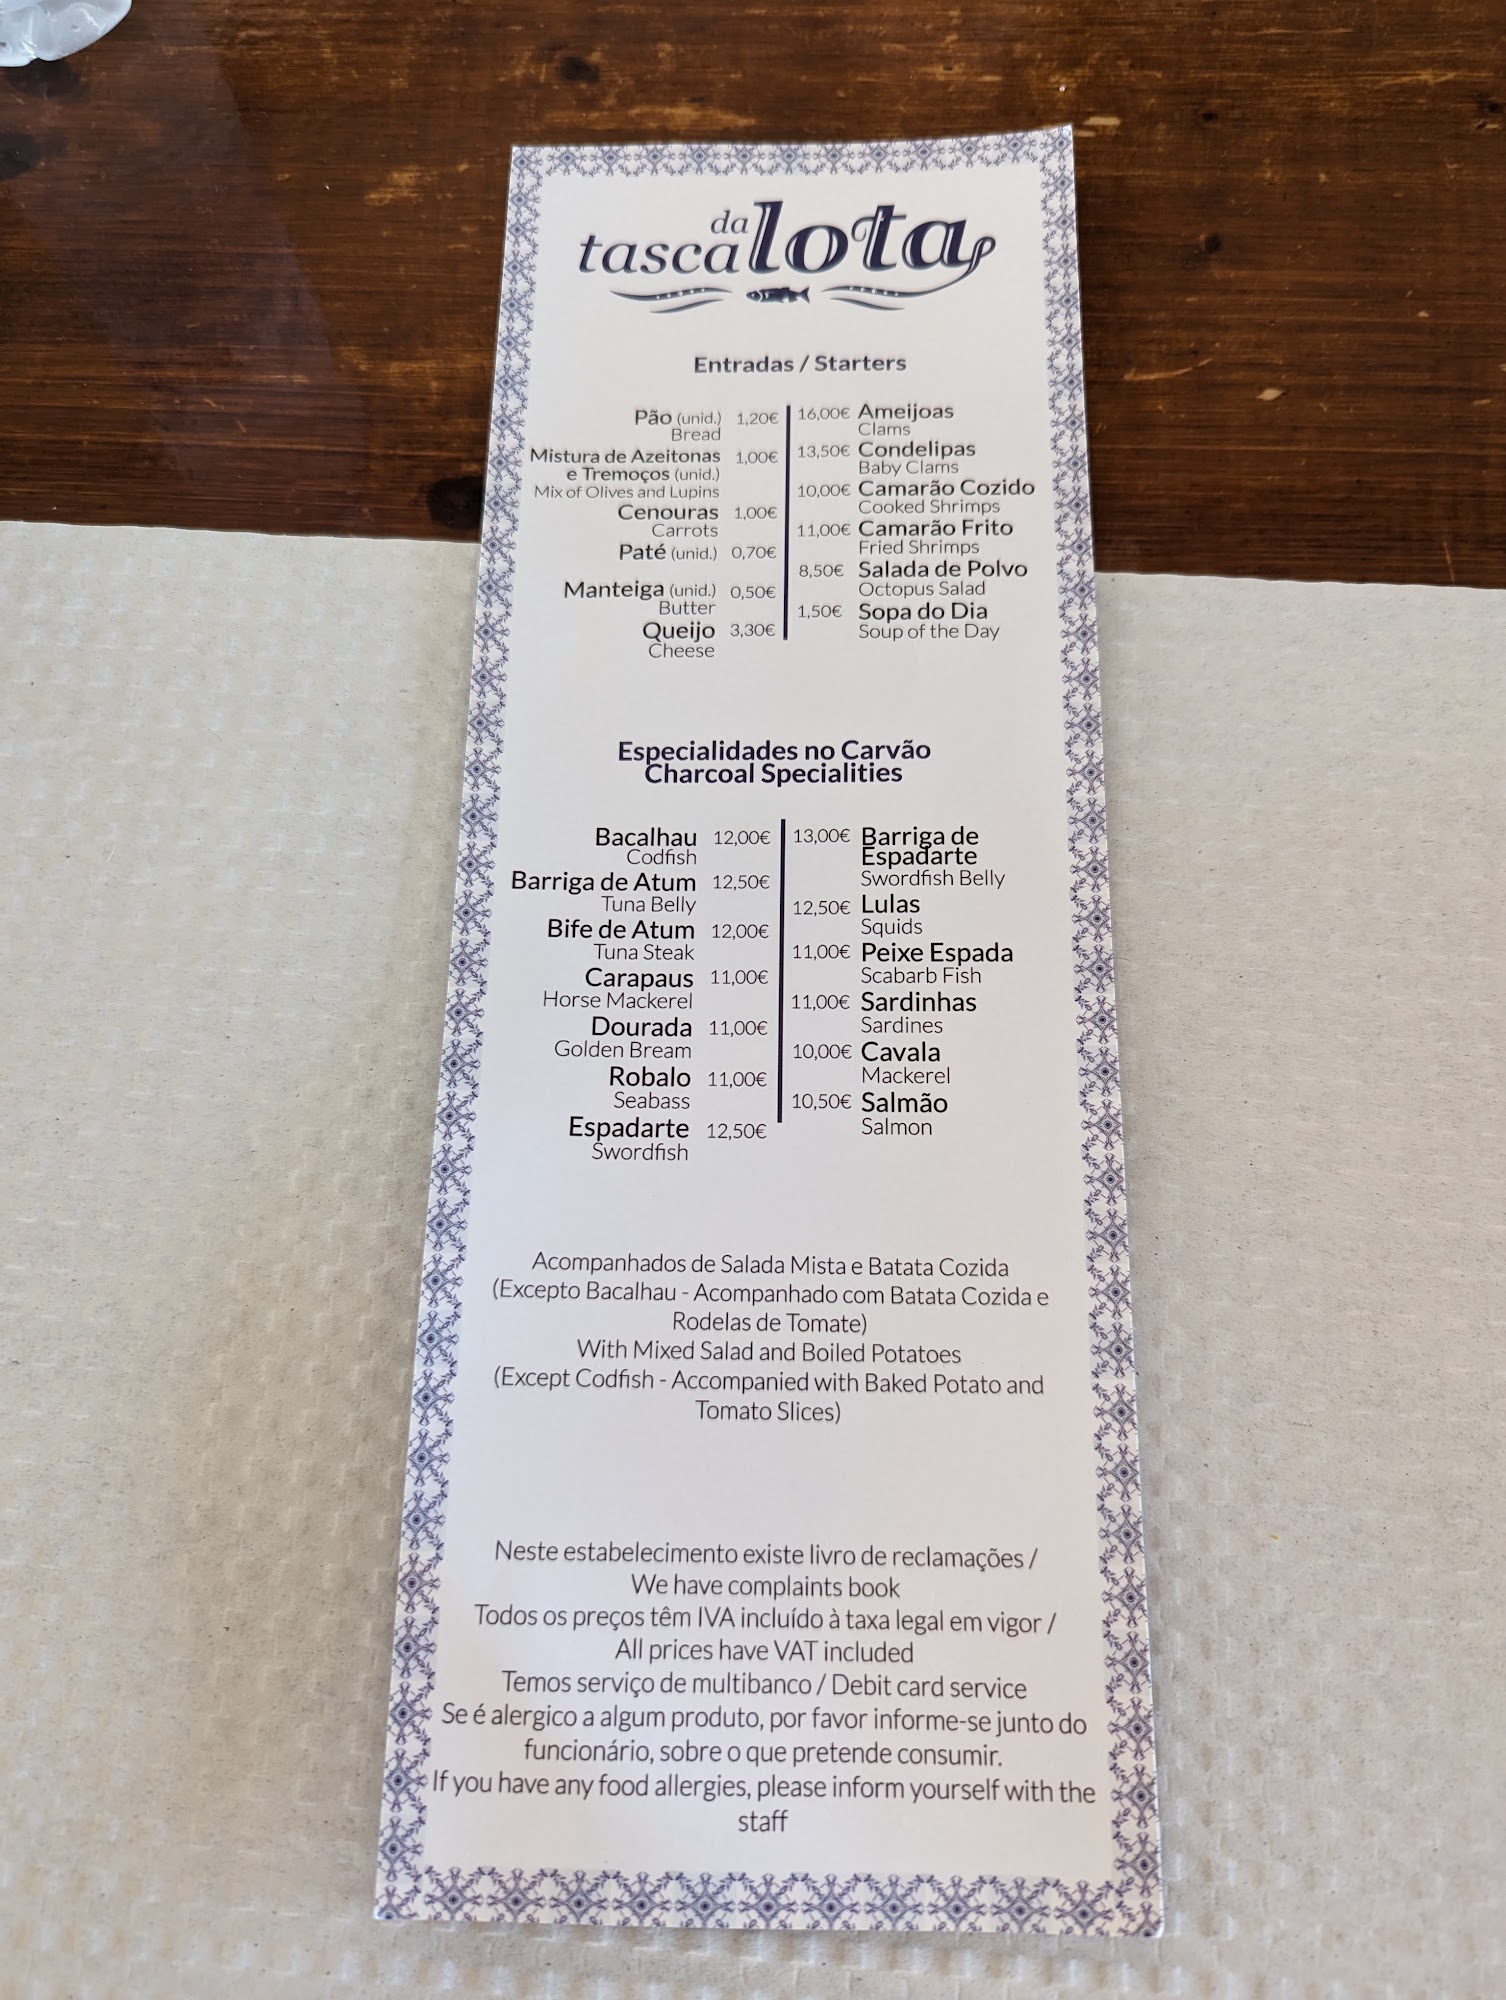 tasca da lota
Entradas / Starters
Pão (unid.) 1,20€
Bread
Mistura de Azeitonas 1,00€
e Tremoços (unid.)
Mix of Olives and Lupins
Cenouras 1,00€
Carrots
Paté (unid.) 0,70€
Manteiga (unid.) 0,50€
Butter
Queijo 3,30€
Cheese
16,00€ Ameijoas
Clams
13,50€ Condelipas
Baby Clams
10,00€ Camarão Cozido
Cooked Shrimps
11,00€ Camarão Frito
Fried Shrimps
8,50€ Salada de Polvo
Octopus Salad
1,50€ Sopa do Dia
Soup of the Day
Especialidades no Carvão
Charcoal Specialities
Bacalhau 12,00€
Codfish
Barriga de Atum 12,50€
Tuna Belly
Bife de Atum 12,00€
Tuna Steak
Carapaus 11,00€
Horse Mackerel
Dourada 11,00€
Golden Bream
Robalo 11,00€
Seabass
Espadarte 12,50€
Swordfish
13,00€ Barriga de
Espadarte
Swordfish Belly
12,50€ Lulas
Squids
11,00€ Peixe Espada
Scabarb Fish
11,00€ Sardinhas
Sardines
10,00€ Cavala
Mackerel
10,50€ Salmão
Salmon
Acompanhados de Salada Mista e Batata Cozida
(Excepto Bacalhau - Acompanhado com Batata Cozida e
Rodelas de Tomate)
With Mixed Salad and Boiled Potatoes
(Except Codfish - Accompanied with Baked Potato and
Tomato Slices)
Neste estabelecimento existe livro de reclamações /
We have complaints book
Todos os preços têm IVA incluído à taxa legal em vigor /
All prices have VAT included
Temos serviço de multibanco / Debit card service
Se é alergico a algum produto, por favor informe-se junto do
funcionário, sobre o que pretende consumir.
If you have any food allergies, please inform yourself with the
staff